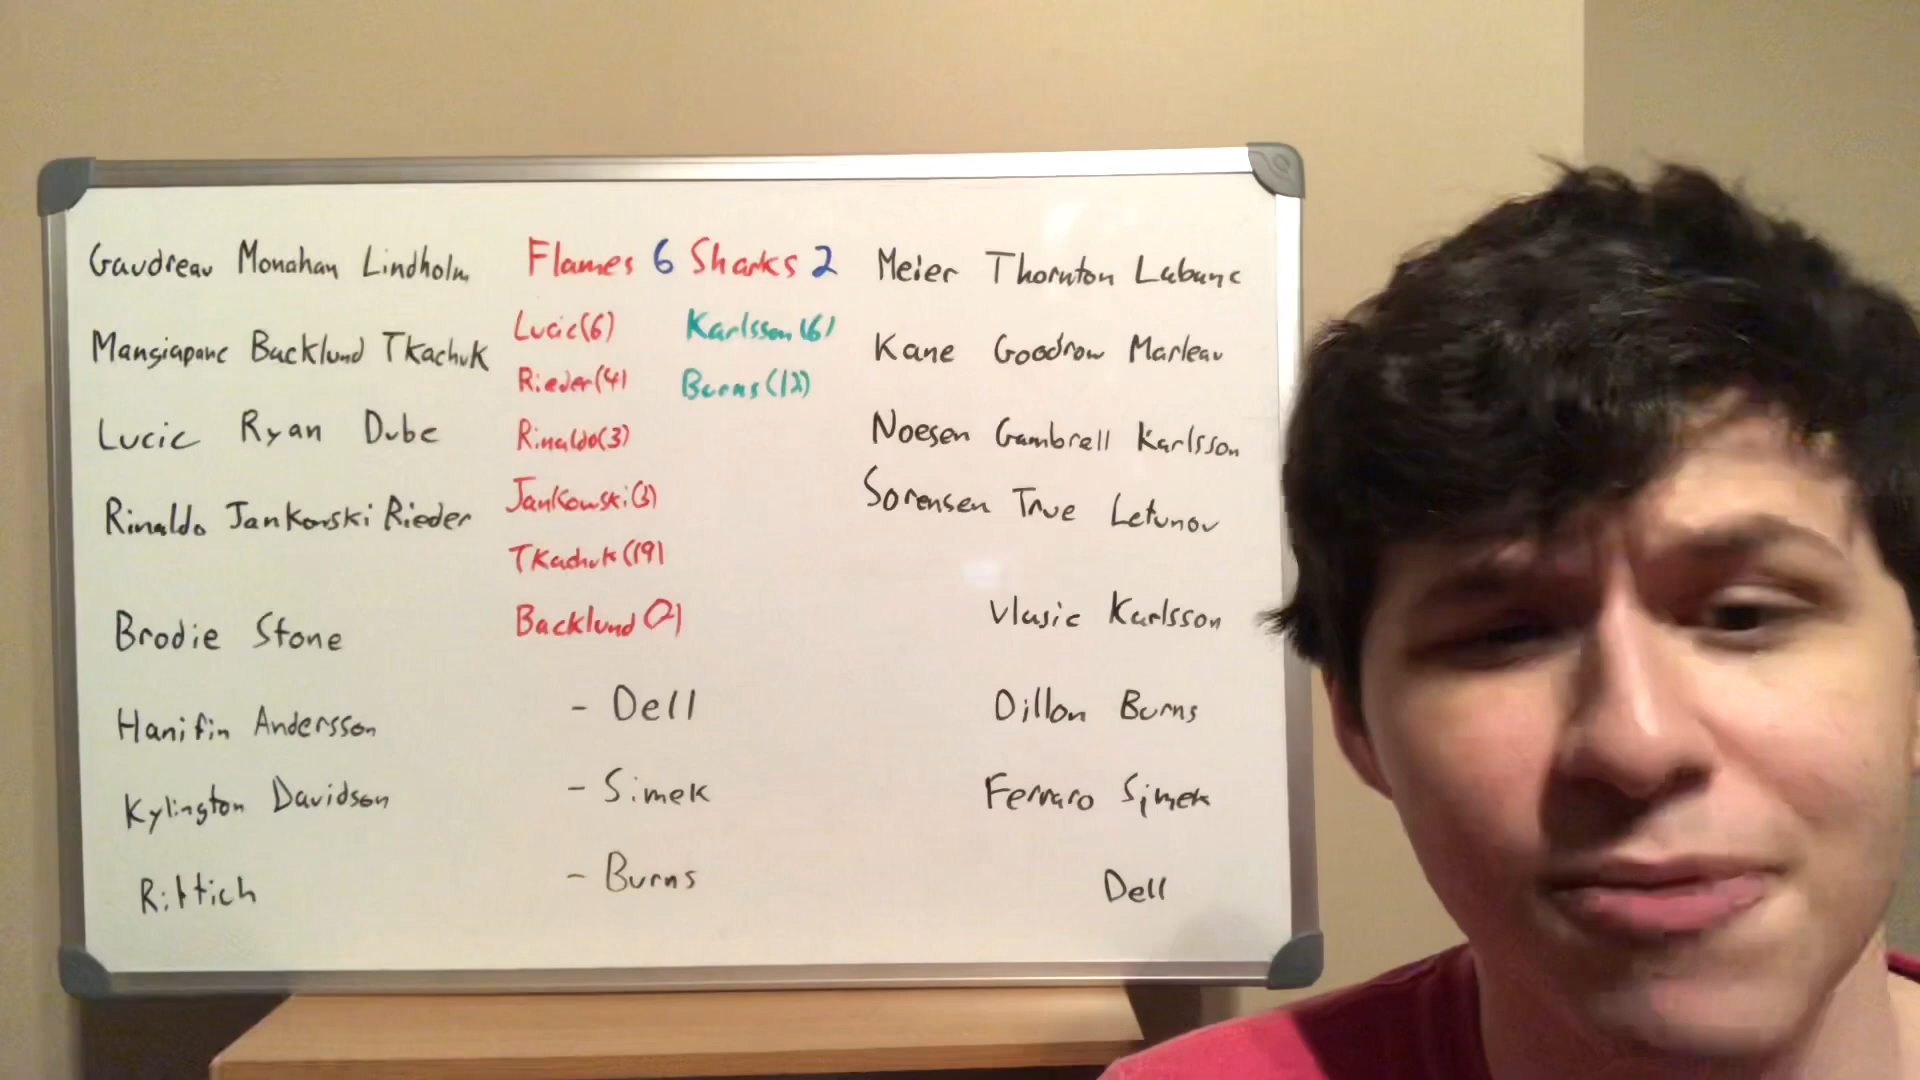 Gaudreau Monahan Lindholm
Mangiapane Backlund Tkachuk
Lucic Ryan Dube
Rinaldo Jankowski Rieder
Brodie Stone
Hanifin Andersson
Kylington Davidson
Rittich
Flames 6 Sharks 2
Lucic(6) Karlsson(6)
Rieder(4) Burns(12)
Rinaldo(3)
Jankowski(3)
Tkachuk(19)
Backlund(2)
- Dell
- Simek
- Burns
Meier Thornton Labanc
Kane Goodrow Marleau
Noesen Gambrell Karlsson
Sorensen True Letunov
Vlasic Karlsson
Dillon Burns
Ferraro Simek
Dell